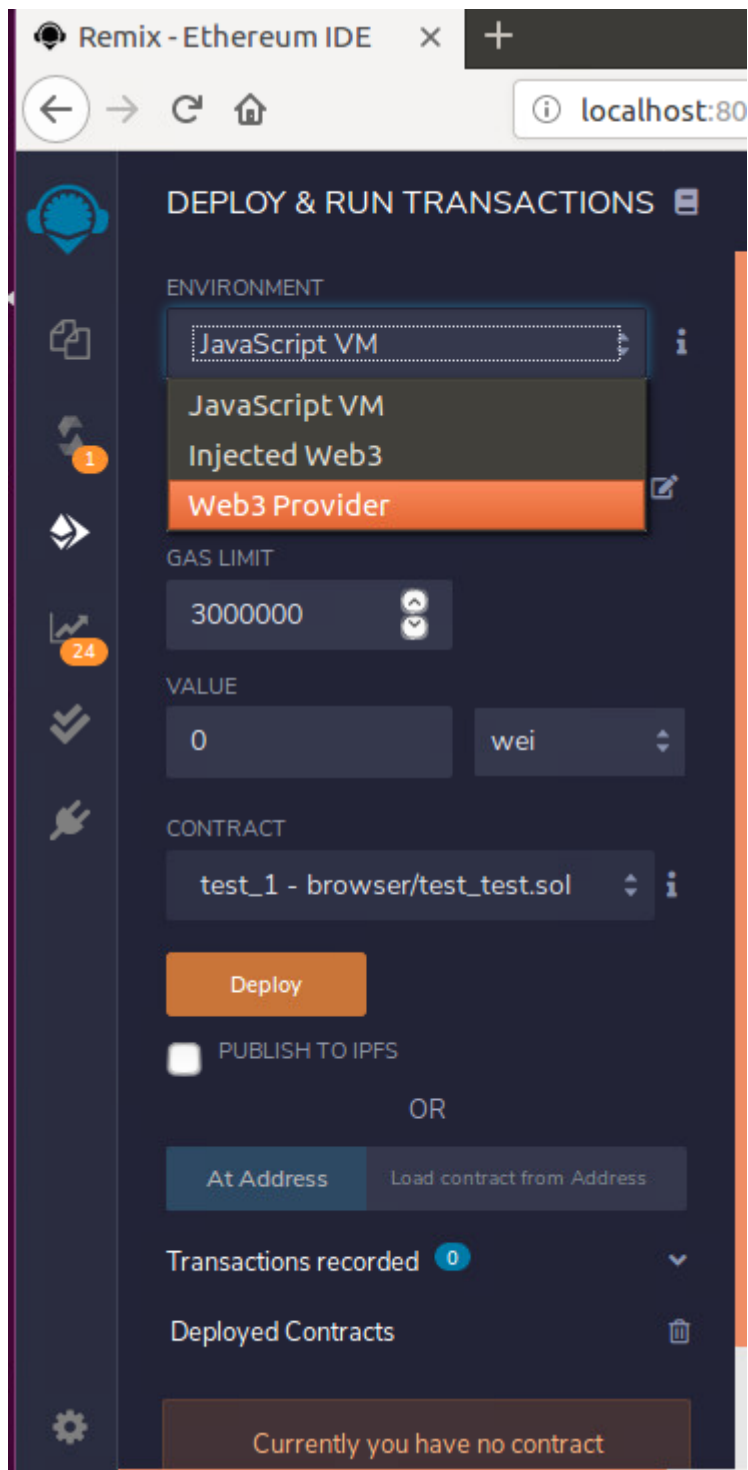 Remix - Ethereum IDE
localhost:80
DEPLOY & RUN TRANSACTIONS
ENVIRONMENT
JavaScript VM
JavaScript VM
Injected Web3
1
Web3 Provider
GAS LIMIT
3000000
24
VALUE
0 wei
CONTRACT
test_1 - browser/test_test.sol
Deploy
PUBLISH TO IPFS
OR
At Address Load contract from Address
Transactions recorded 0
Deployed Contracts
Currently you have no contract